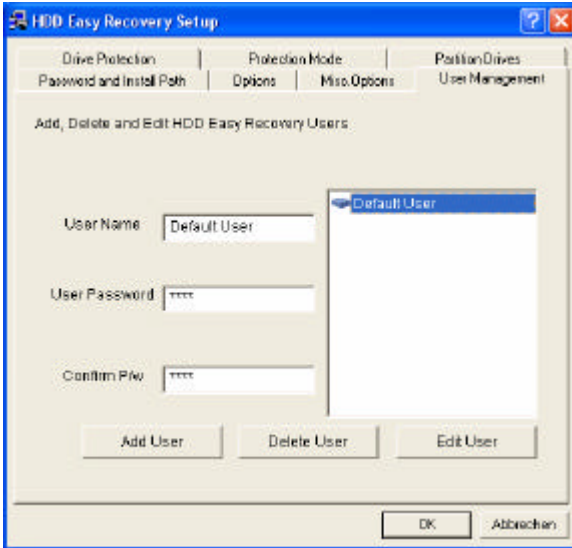 HDD Easy Recovery Setup
Drive Protection Protection Mode Partition Drives
Password and Install Path Options Misc. Options User Management
Add, Delete and Edit HDD Easy Recovery Users
Default User
User Name Default User
User Password ****
Confirm P/w ****
Add User Delete User Edit User
OK Abbrechen